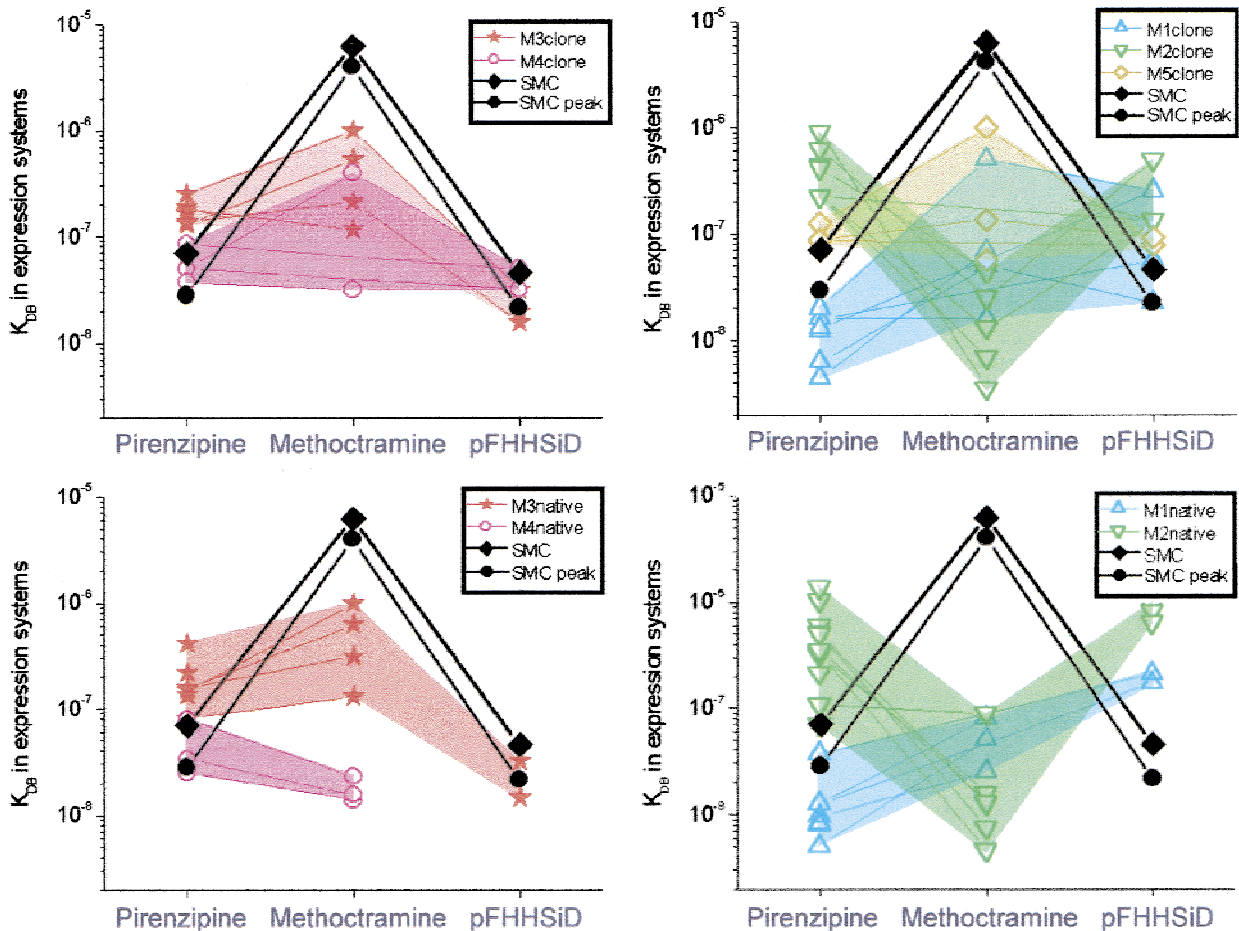 10⁻⁵
10⁻⁶
10⁻⁷
10⁻⁸
K_DB in expression systems
M3clone
M4clone
SMC
SMC peak
Pirenzipine Methoctramine pFHHSiD
10⁻⁵
10⁻⁶
10⁻⁷
10⁻⁸
K_DB in expression systems
M1clone
M2clone
M5clone
SMC
SMC peak
Pirenzipine Methoctramine pFHHSiD
10⁻⁵
10⁻⁶
10⁻⁷
10⁻⁸
K_DB in expression systems
M3native
M4native
SMC
SMC peak
Pirenzipine Methoctramine pFHHSiD
10⁻⁵
10⁻⁶
10⁻⁷
10⁻⁸
K_DB in expression systems
M1native
M2native
SMC
SMC peak
Pirenzipine Methoctramine pFHHSiD